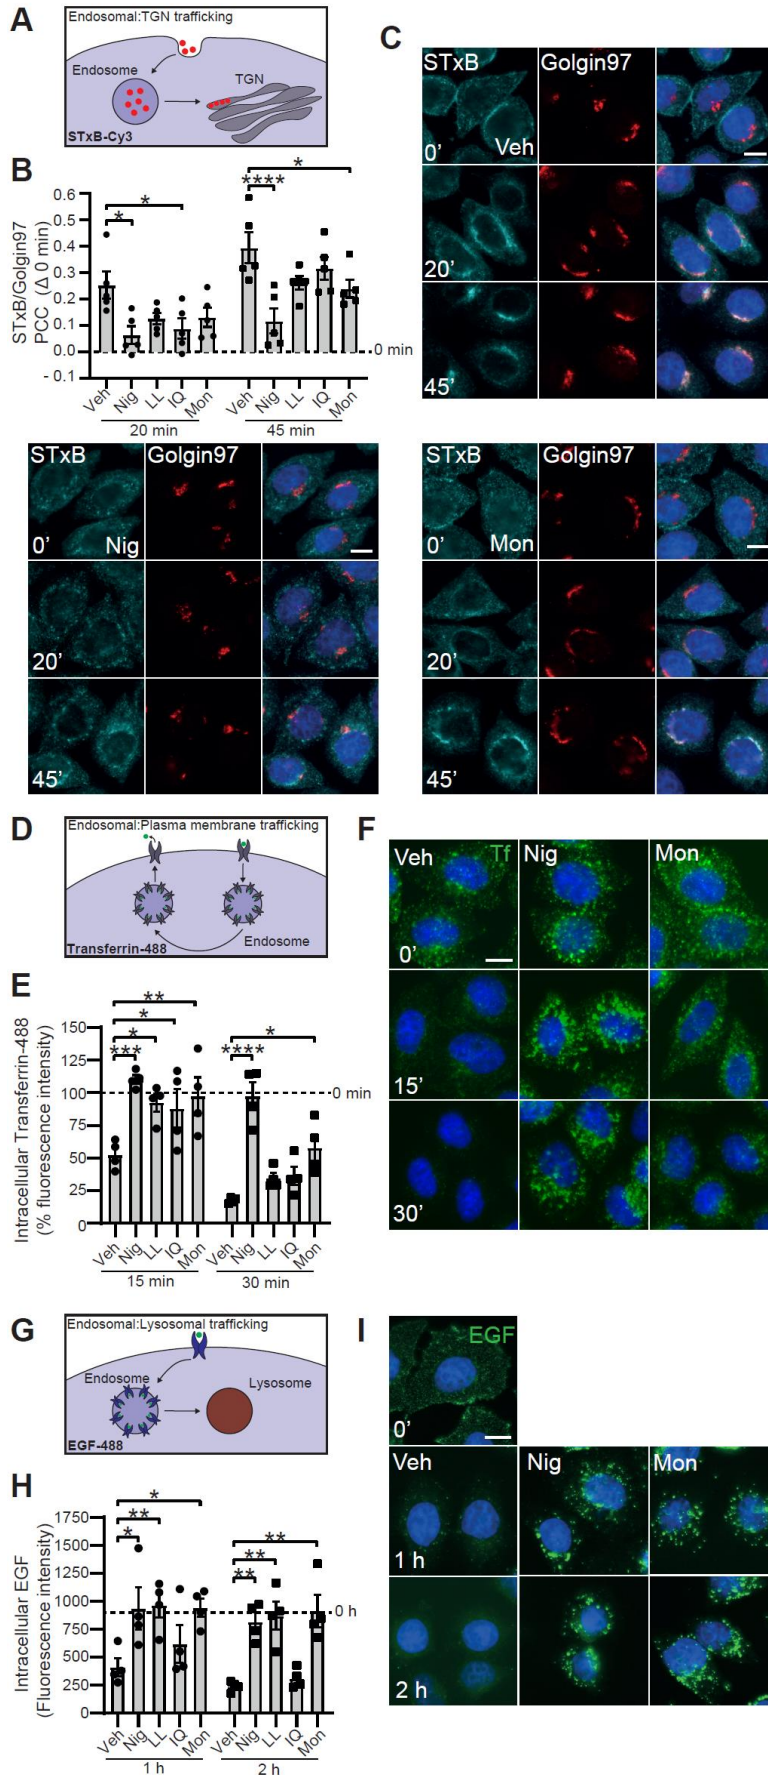 A
Endosomal:TGN trafficking
Endosome
TGN
STxB-Cy3
B
STxB/Golgin97
PCC (Δ 0 min)
0.6
0.5
0.4
0.3
0.2
0.1
0.0
- 0.1
*
*
****
*
0 min
Veh
Nig
LL
IQ
Mon
Veh
Nig
LL
IQ
Mon
20 min
45 min
C
STxB
Golgin97
0'
Veh
20'
45'
STxB
Golgin97
0'
Nig
20'
45'
STxB
Golgin97
0'
Mon
20'
45'
D
Endosomal:Plasma membrane trafficking
Endosome
Transferrin-488
E
Intracellular Transferrin-488
(% fluorescence intensity)
150
125
100
75
50
25
0
**
*
*
***
*
****
0 min
Veh
Nig
LL
IQ
Mon
Veh
Nig
LL
IQ
Mon
15 min
30 min
F
Veh
Tf
Nig
Mon
0'
15'
30'
G
Endosomal:Lysosomal trafficking
Endosome
Lysosome
EGF-488
H
Intracellular EGF
(Fluorescence intensity)
1750
1500
1250
1000
750
500
250
0
*
**
*
**
**
**
0 h
Veh
Nig
LL
IQ
Mon
Veh
Nig
LL
IQ
Mon
1 h
2 h
I
EGF
0'
Veh
Nig
Mon
1 h
2 h